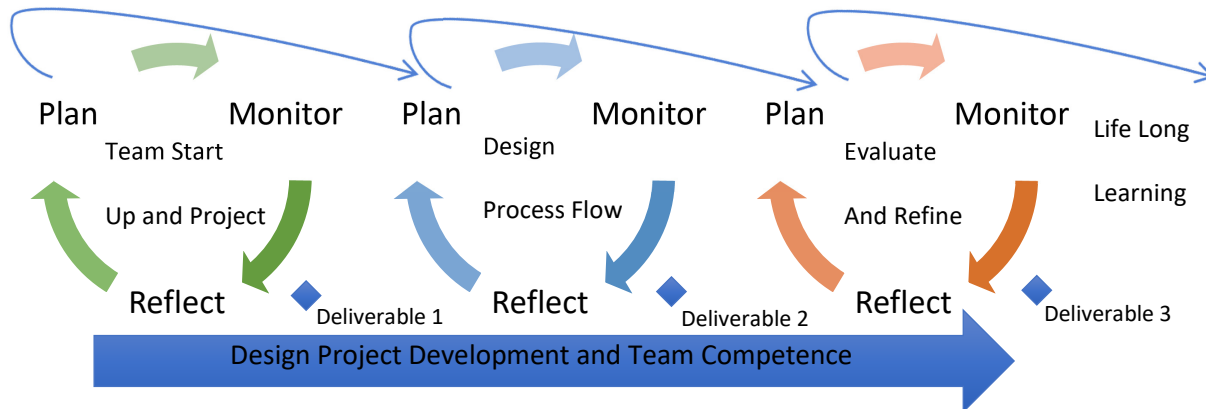 Plan
Monitor
Team Start
Up and Project
Reflect
Deliverable 1
Plan
Monitor
Design
Process Flow
Reflect
Deliverable 2
Plan
Monitor
Evaluate
And Refine
Reflect
Deliverable 3
Life Long
Learning
Design Project Development and Team Competence